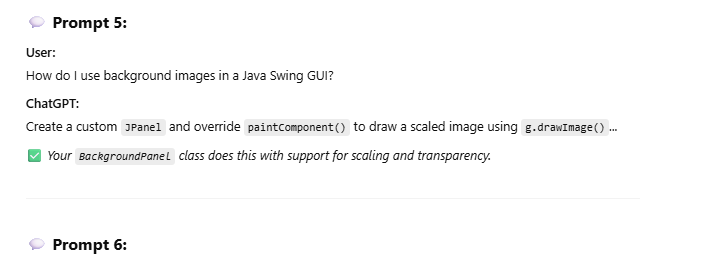 💬 Prompt 5:
User:
How do I use background images in a Java Swing GUI?
ChatGPT:
Create a custom JPanel and override paintComponent() to draw a scaled image using g.drawImage()...
✅ Your BackgroundPanel class does this with support for scaling and transparency.
💬 Prompt 6: